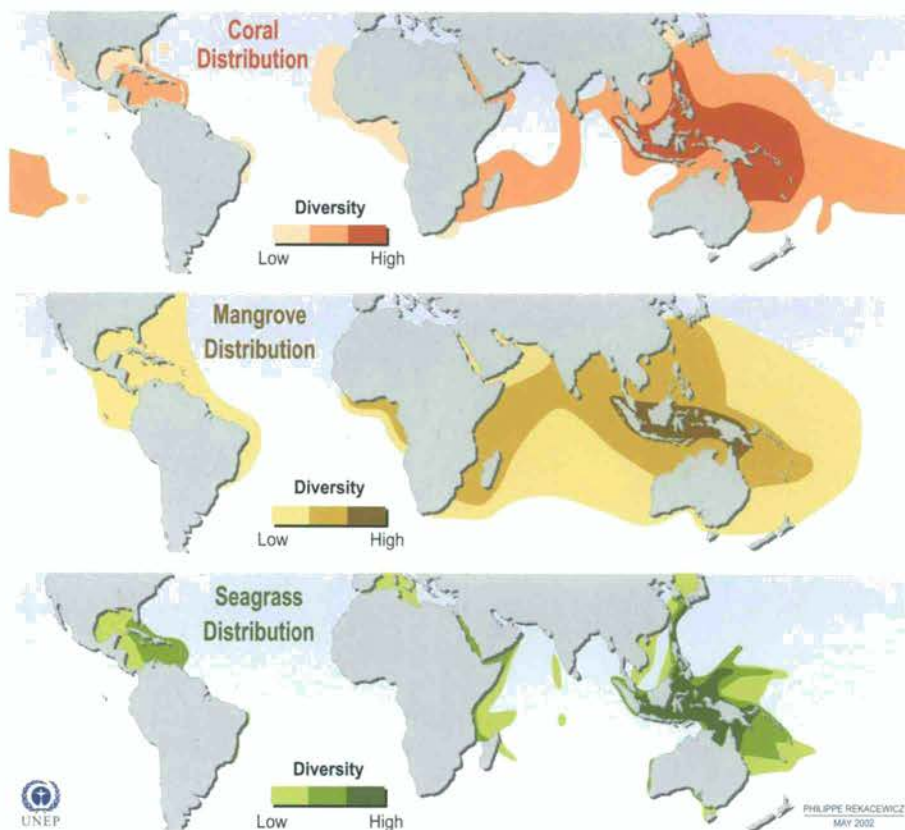 Coral
Distribution
Diversity
Low High
Mangrove
Distribution
Diversity
Low High
Seagrass
Distribution
Diversity
Low High
UNEP
PHILIPPE REKACEWICZ
MAY 2002